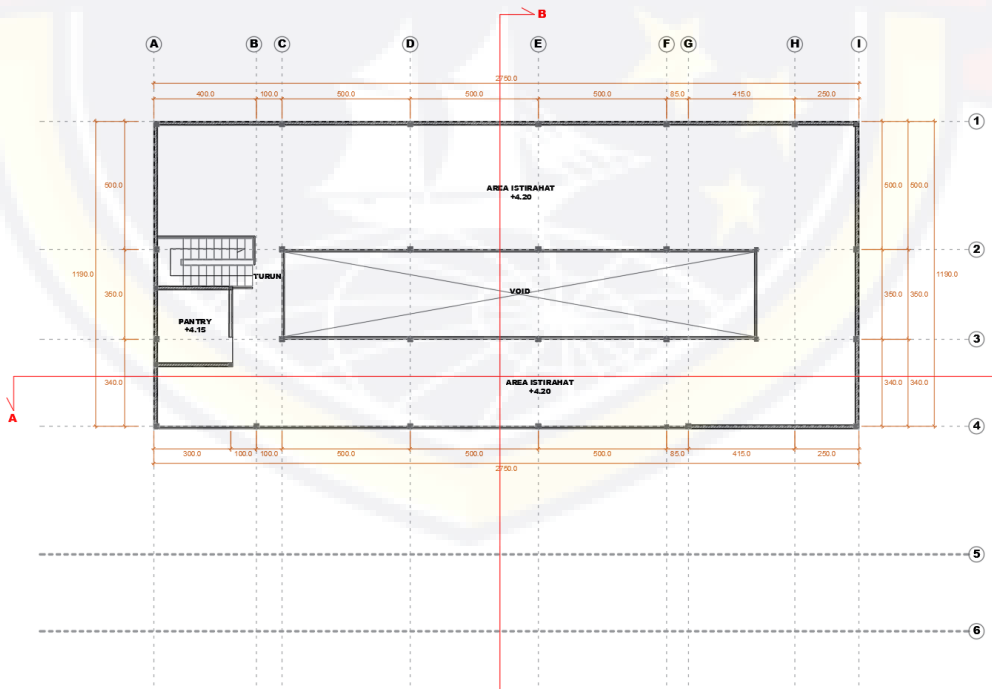 B
A B C D E F G H I
2750.0
400.0 100.0 500.0 500.0 500.0 85.0 415.0 250.0
1
500.0 500.0 500.0
AREA ISTIRAHAT
+4.20
2
TURUN
1190.0 1190.0
VOID
350.0 350.0 350.0
PANTRY
+4.15
3
340.0 340.0 340.0
AREA ISTIRAHAT
+4.20
A
4
300.0 100.0 100.0 500.0 500.0 500.0 85.0 415.0 250.0
2750.0
5
6